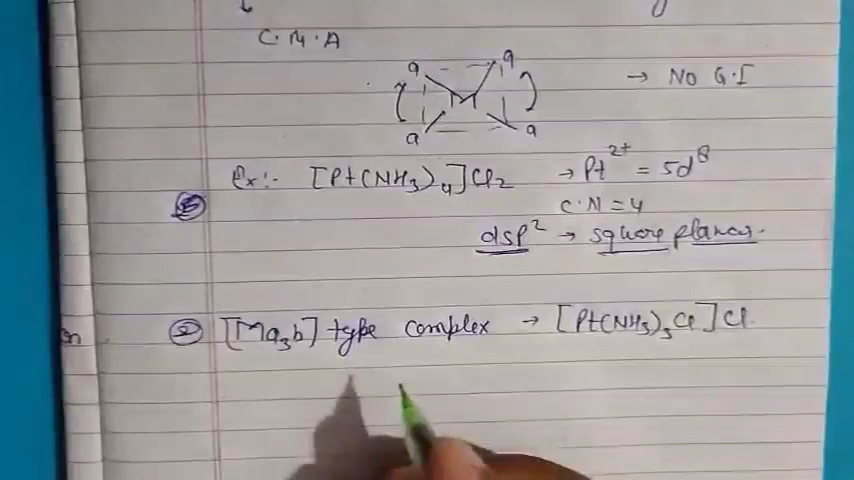 C.M.A
a a
M → No G.I
a a
Ex:- [Pt(NH3)4]Cl2 → Pt2+ = 5d8
C.N = 4
dsp2 → square planar.
② [Ma3b] type complex → [Pt(NH3)3Cl]Cl